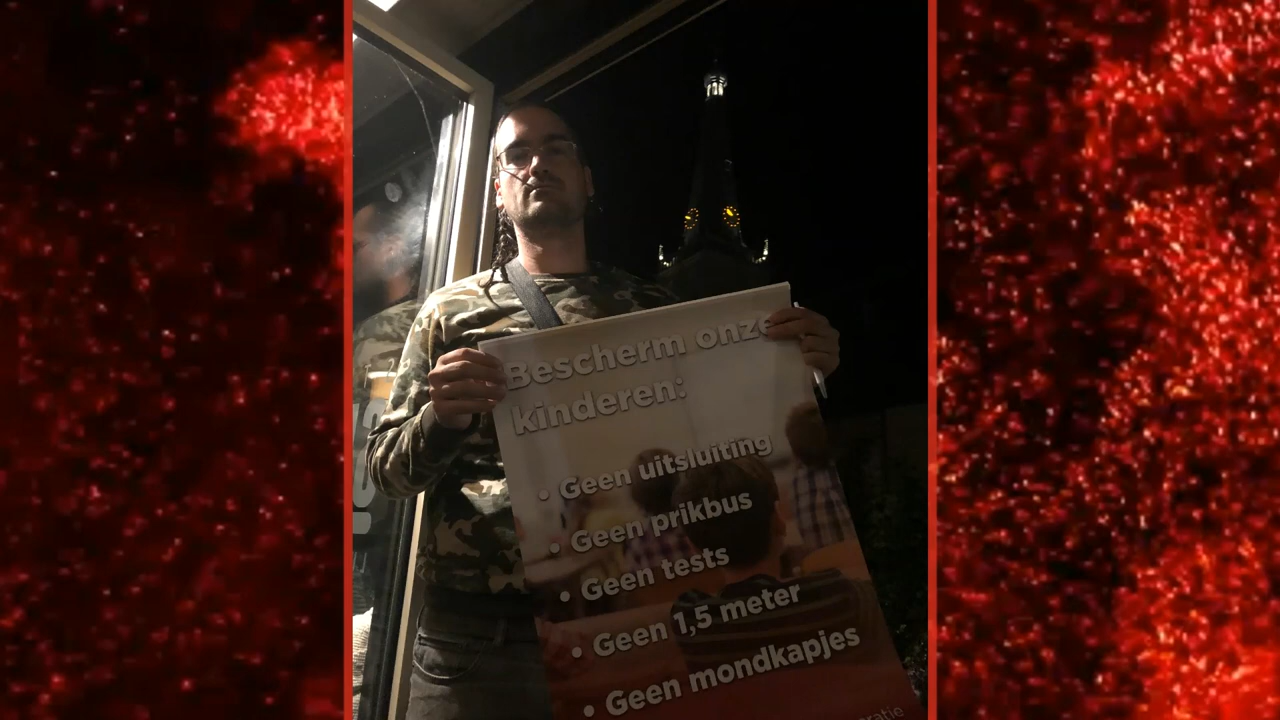 Bescherm onze
kinderen:
• Geen uitsluiting
• Geen prikbus
• Geen tests
• Geen 1,5 meter
• Geen mondkapjes